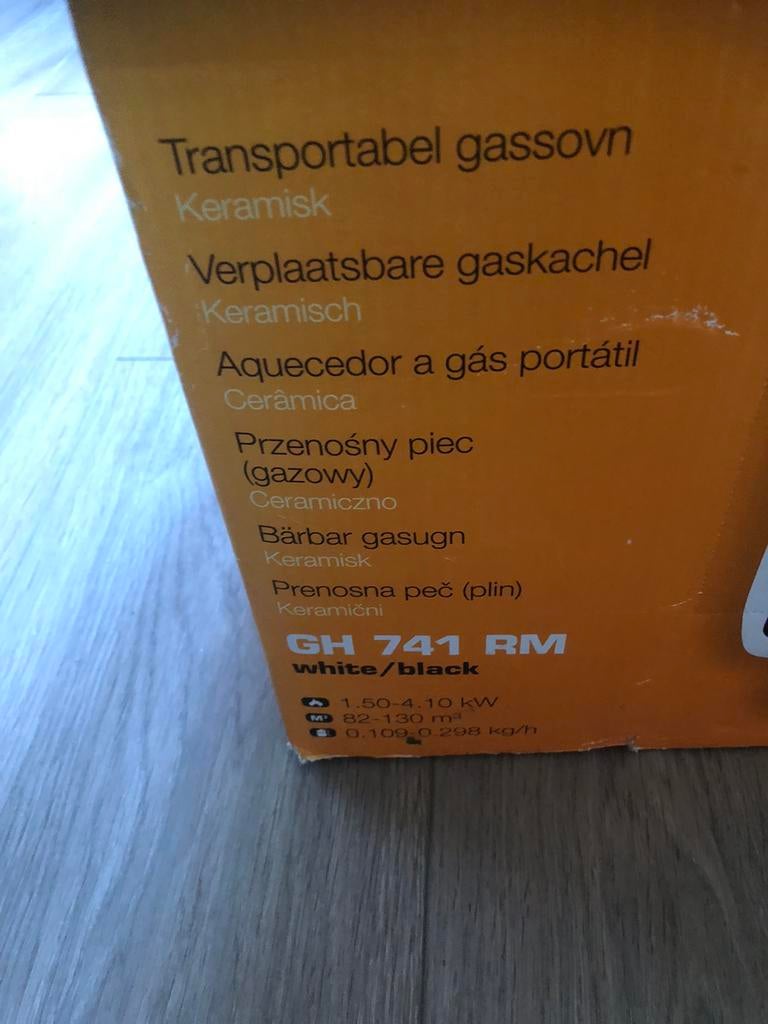 Transportabel gassovn
Keramisk
Verplaatsbare gaskachel
Keramisch
Aquecedor a gás portátil
Cerâmica
Przenośny piec
(gazowy)
Ceramiczno
Bärbar gasugn
Keramisk
Prenosna peč (plin)
Keramični
GH 741 RM
white/black
1.50-4.10 kW
M³ 82-130 m³
0.109-0.298 kg/h